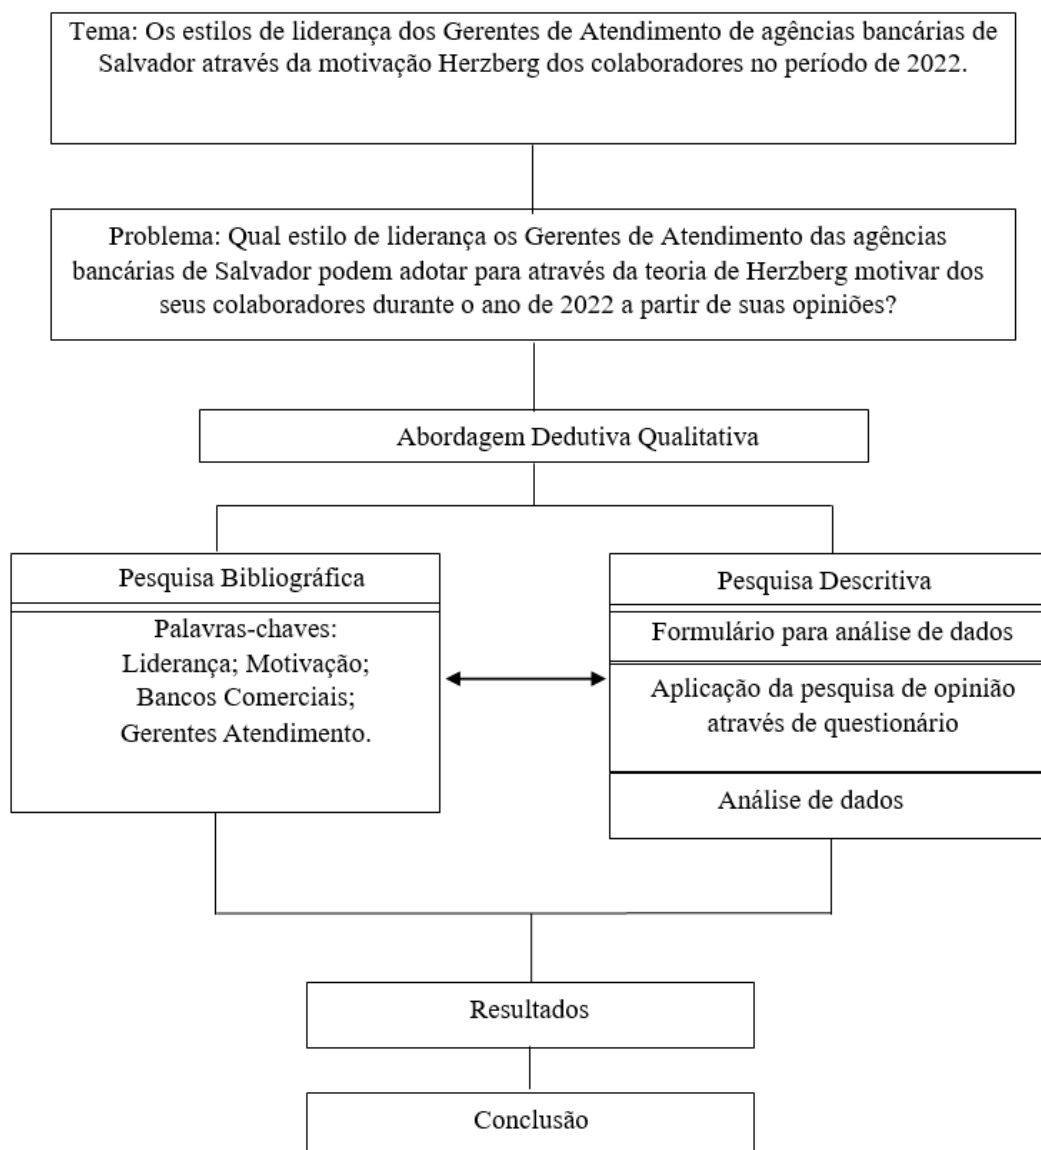 Tema: Os estilos de liderança dos Gerentes de Atendimento de agências bancárias de
Salvador através da motivação Herzberg dos colaboradores no período de 2022.
Problema: Qual estilo de liderança os Gerentes de Atendimento das agências
bancárias de Salvador podem adotar para através da teoria de Herzberg motivar dos
seus colaboradores durante o ano de 2022 a partir de suas opiniões?
Abordagem Dedutiva Qualitativa
Pesquisa Bibliográfica
Palavras-chaves:
Liderança; Motivação;
Bancos Comerciais;
Gerentes Atendimento.
Pesquisa Descritiva
Formulário para análise de dados
Aplicação da pesquisa de opinião
através de questionário
Análise de dados
Resultados
Conclusão